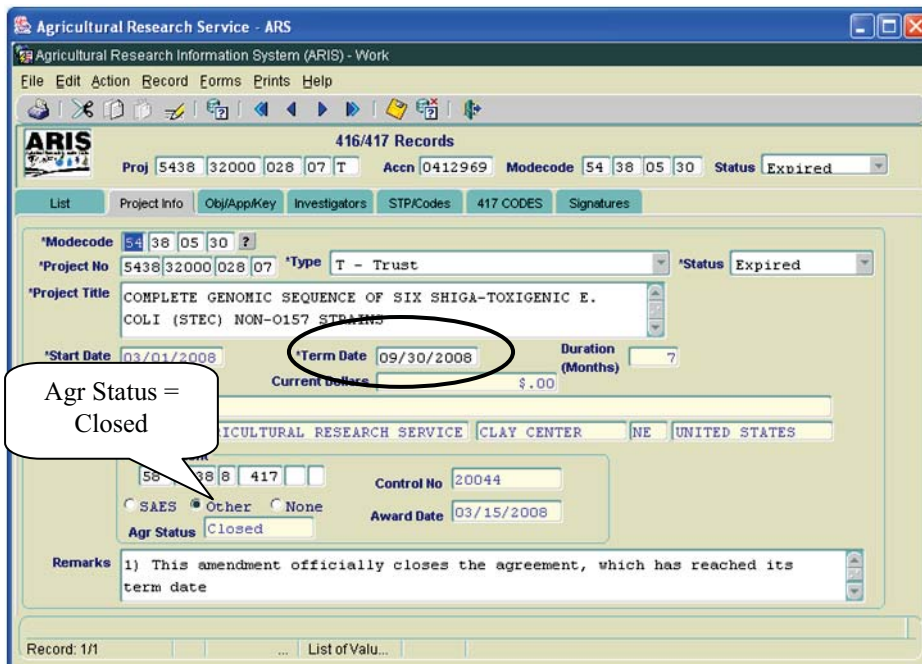 Agricultural Research Service - ARS
Agricultural Research Information System (ARIS) - Work
File Edit Action Record Forms Prints Help
ARIS
416/417 Records
Proj 5438 32000 028 07 T Accn 0412969 Modecode 54 38 05 30 Status Expired
List Project Info Obj/App/Key Investigators STP/Codes 417 CODES Signatures
*Modecode 54 38 05 30 ?
*Project No 5438 32000 028 07 *Type T - Trust *Status Expired
*Project Title COMPLETE GENOMIC SEQUENCE OF SIX SHIGA-TOXIGENIC E.
COLI (STEC) NON-O157 STRAINS
*Start Date 03/01/2008 *Term Date 09/30/2008 Duration (Months) 7
Current Dollars $.00
Agr Status =
Closed
RICULTURAL RESEARCH SERVICE CLAY CENTER NE UNITED STATES
58 38 8 417 Control No 20044
SAES Other None Award Date 03/15/2008
Agr Status Closed
Remarks 1) This amendment officially closes the agreement, which has reached its
term date
Record: 1/1 ... List of Valu...